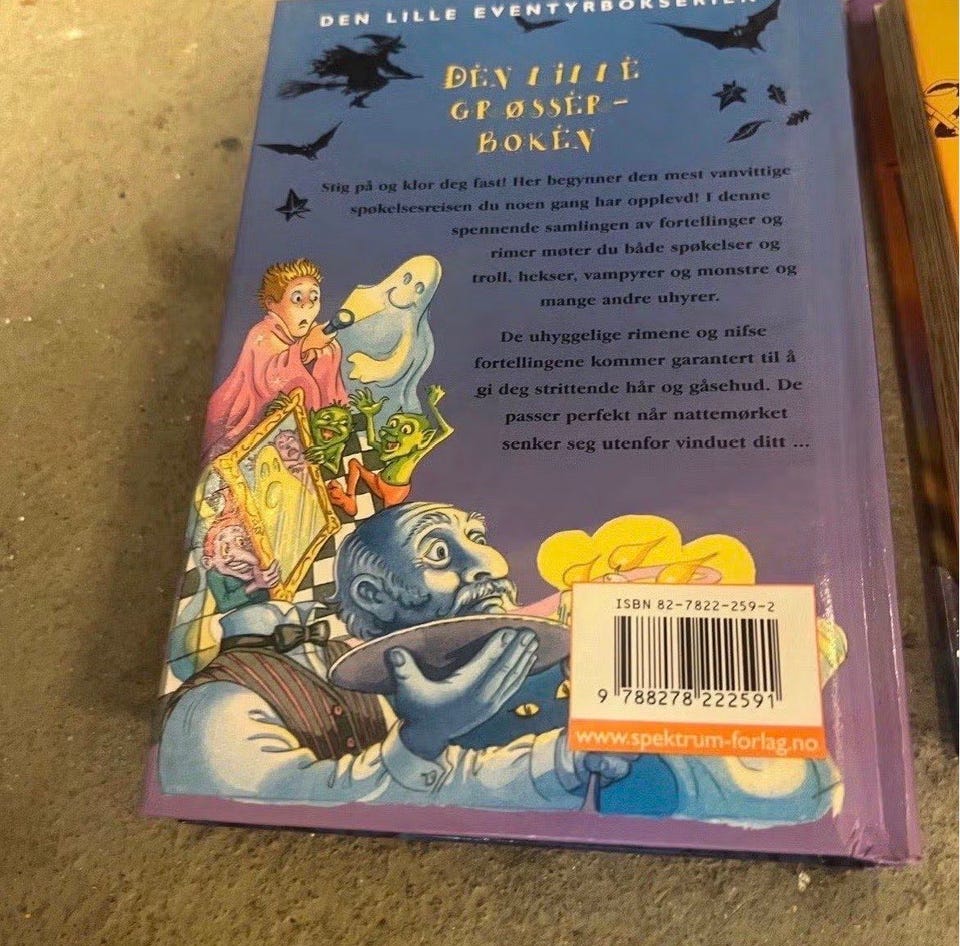 DEN LILLE EVENTYRBOKSERIEN
DEN LILLE
GRØSSER-
BOKEN
Stig på og klor deg fast! Her begynner den mest vanvittige
spøkelsesreisen du noen gang har opplevd! I denne
spennende samlingen av fortellinger og
rimer møter du både spøkelser og
troll, hekser, vampyrer og monstre og
mange andre uhyrer.
De uhyggelige rimene og nifse
fortellingene kommer garantert til å
gi deg strittende hår og gåsehud. De
passer perfekt når nattemørket
senker seg utenfor vinduet ditt ...
ISBN 82-7822-259-2
9 788278 222591
www.spektrum-forlag.no